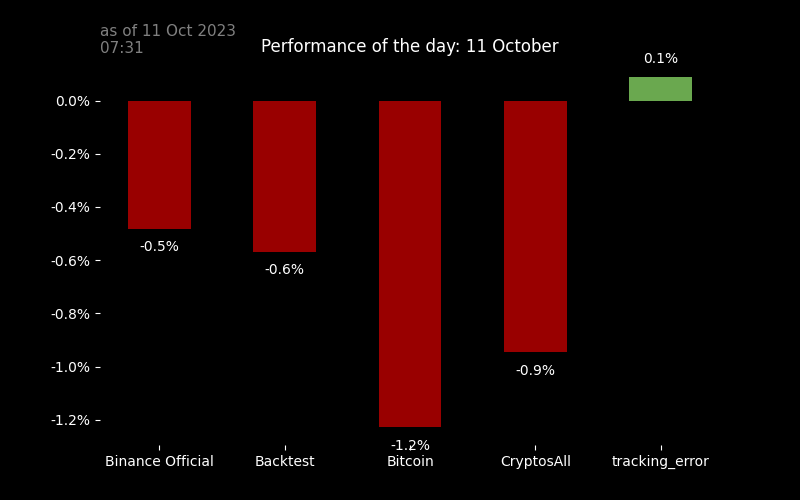 as of 11 Oct 2023
07:31
Performance of the day: 11 October
0.1%
0.0%
-0.2%
-0.4%
-0.6%
-0.8%
-1.0%
-1.2%
-0.5%
-0.6%
-1.2%
-0.9%
Binance Official
Backtest
Bitcoin
CryptosAll
tracking_error